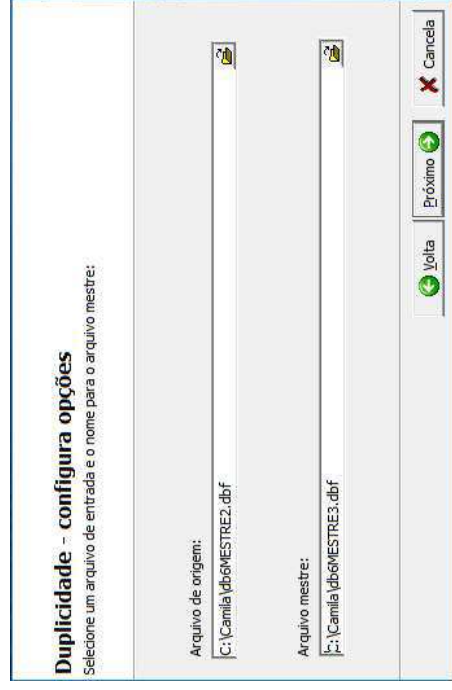 Duplicidade - configura opções
Selecione um arquivo de entrada e o nome para o arquivo mestre:
Arquivo de origem:
C:\Camila\db6MESTRE2.dbf
Arquivo mestre:
C:\Camila\db6MESTRE3.dbf
Volta
Próximo
Cancela